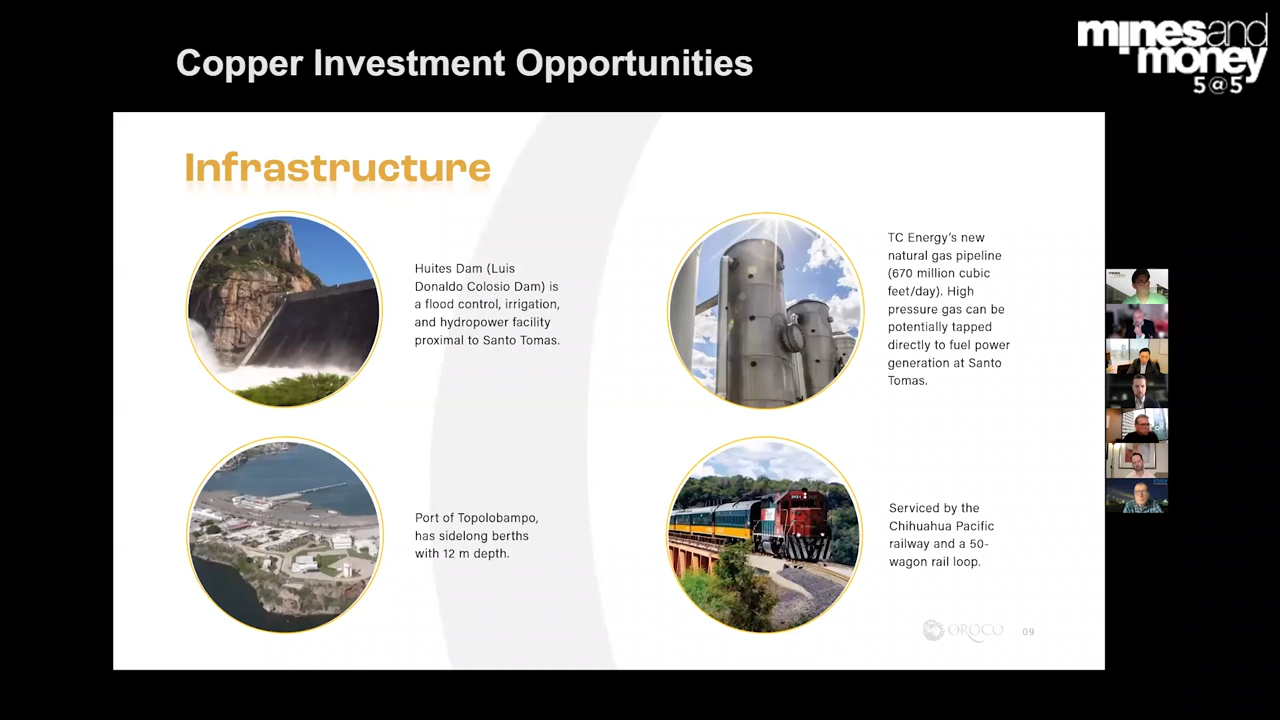 Copper Investment Opportunities
minesand
money
5@5
Infrastructure
Huites Dam (Luis
Donaldo Colosio Dam) is
a flood control, irrigation,
and hydropower facility
proximal to Santo Tomas.
TC Energy's new
natural gas pipeline
(670 million cubic
feet/day). High
pressure gas can be
potentially tapped
directly to fuel power
generation at Santo
Tomas.
Port of Topolobampo,
has sidelong berths
with 12 m depth.
Serviced by the
Chihuahua Pacific
railway and a 50-
wagon rail loop.
OROCO
09